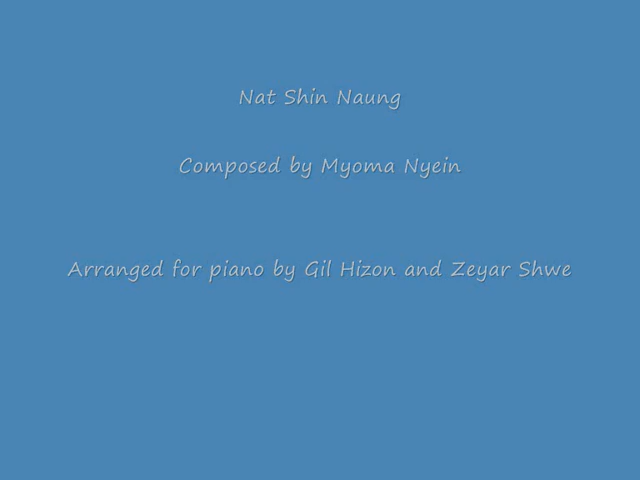 Nat Shin Naung
Composed by Myoma Nyein
Arranged for piano by Gil Hizon and Zeyar Shwe